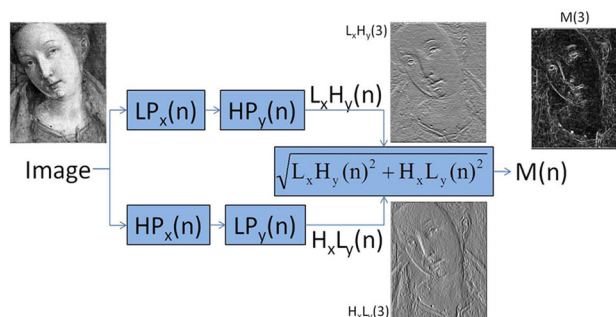 LxHy(3)
M(3)
LPx(n)
HPy(n)
LxHy(n)
Image
√LxHy(n)² + HxLy(n)²
M(n)
HPx(n)
LPy(n)
HxLy(n)
HxLy(3)